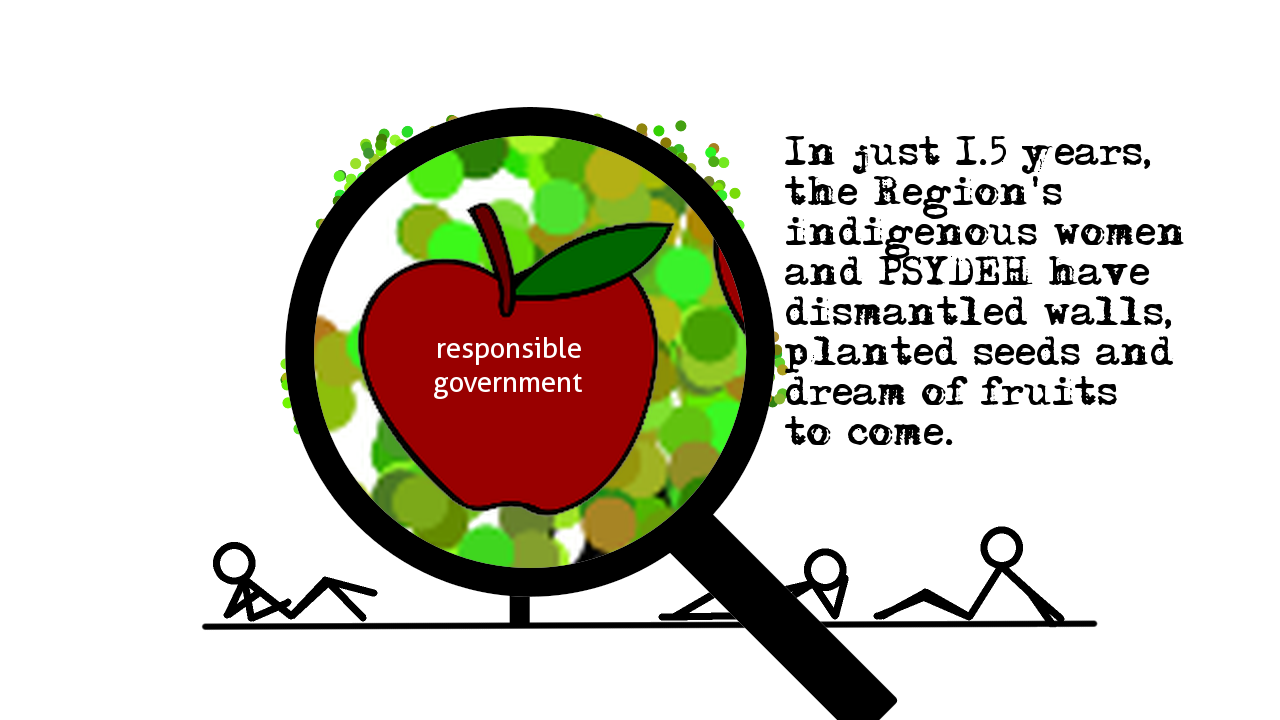 responsible
government
In just 1.5 years,
the Region's
indigenous women
and PSYDEH have
dismantled walls,
planted seeds and
dream of fruits
to come.